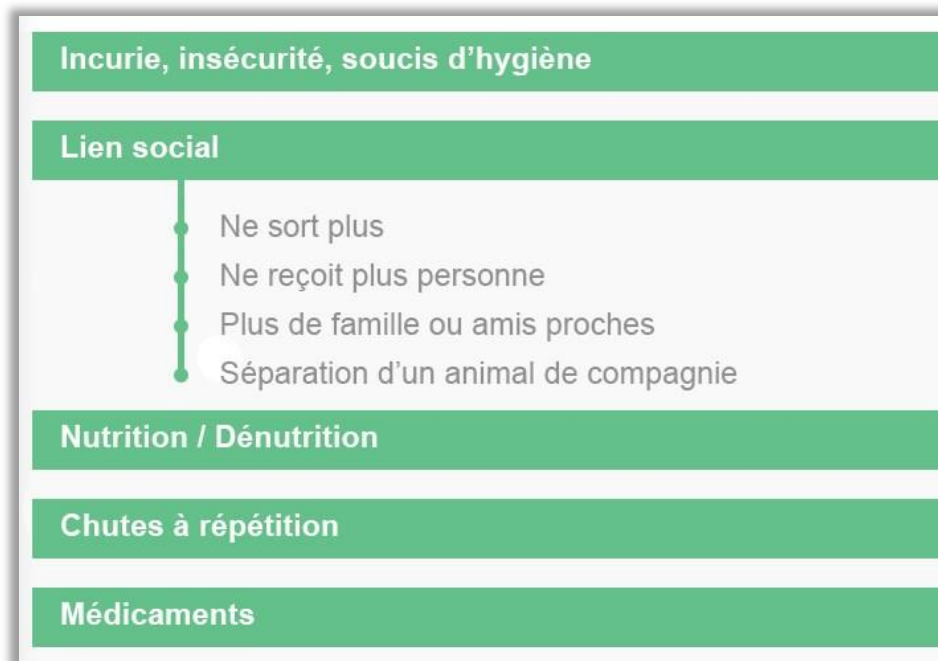 Incurie, insécurité, soucis d’hygiène
Lien social
Ne sort plus
Ne reçoit plus personne
Plus de famille ou amis proches
Séparation d’un animal de compagnie
Nutrition / Dénutrition
Chutes à répétition
Médicaments